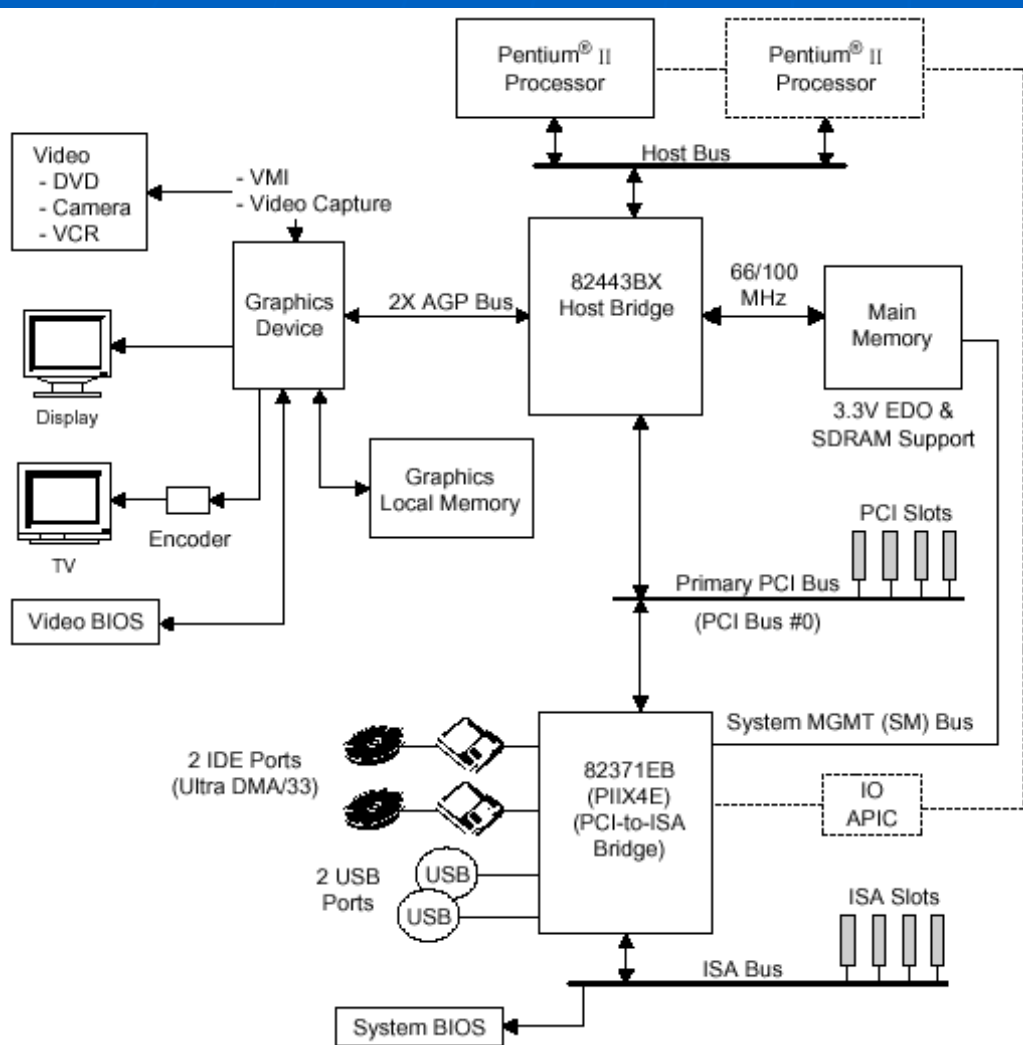 Pentium® II
Processor
Pentium® II
Processor
Host Bus
Video
- DVD
- Camera
- VCR
- VMI
- Video Capture
Graphics
Device
2X AGP Bus
82443BX
Host Bridge
66/100
MHz
Main
Memory
3.3V EDO &
SDRAM Support
Display
Graphics
Local Memory
Encoder
TV
Video BIOS
PCI Slots
Primary PCI Bus
(PCI Bus #0)
System MGMT (SM) Bus
2 IDE Ports
(Ultra DMA/33)
82371EB
(PIIX4E)
(PCI-to-ISA
Bridge)
IO
APIC
2 USB
Ports
USB
USB
ISA Slots
ISA Bus
System BIOS